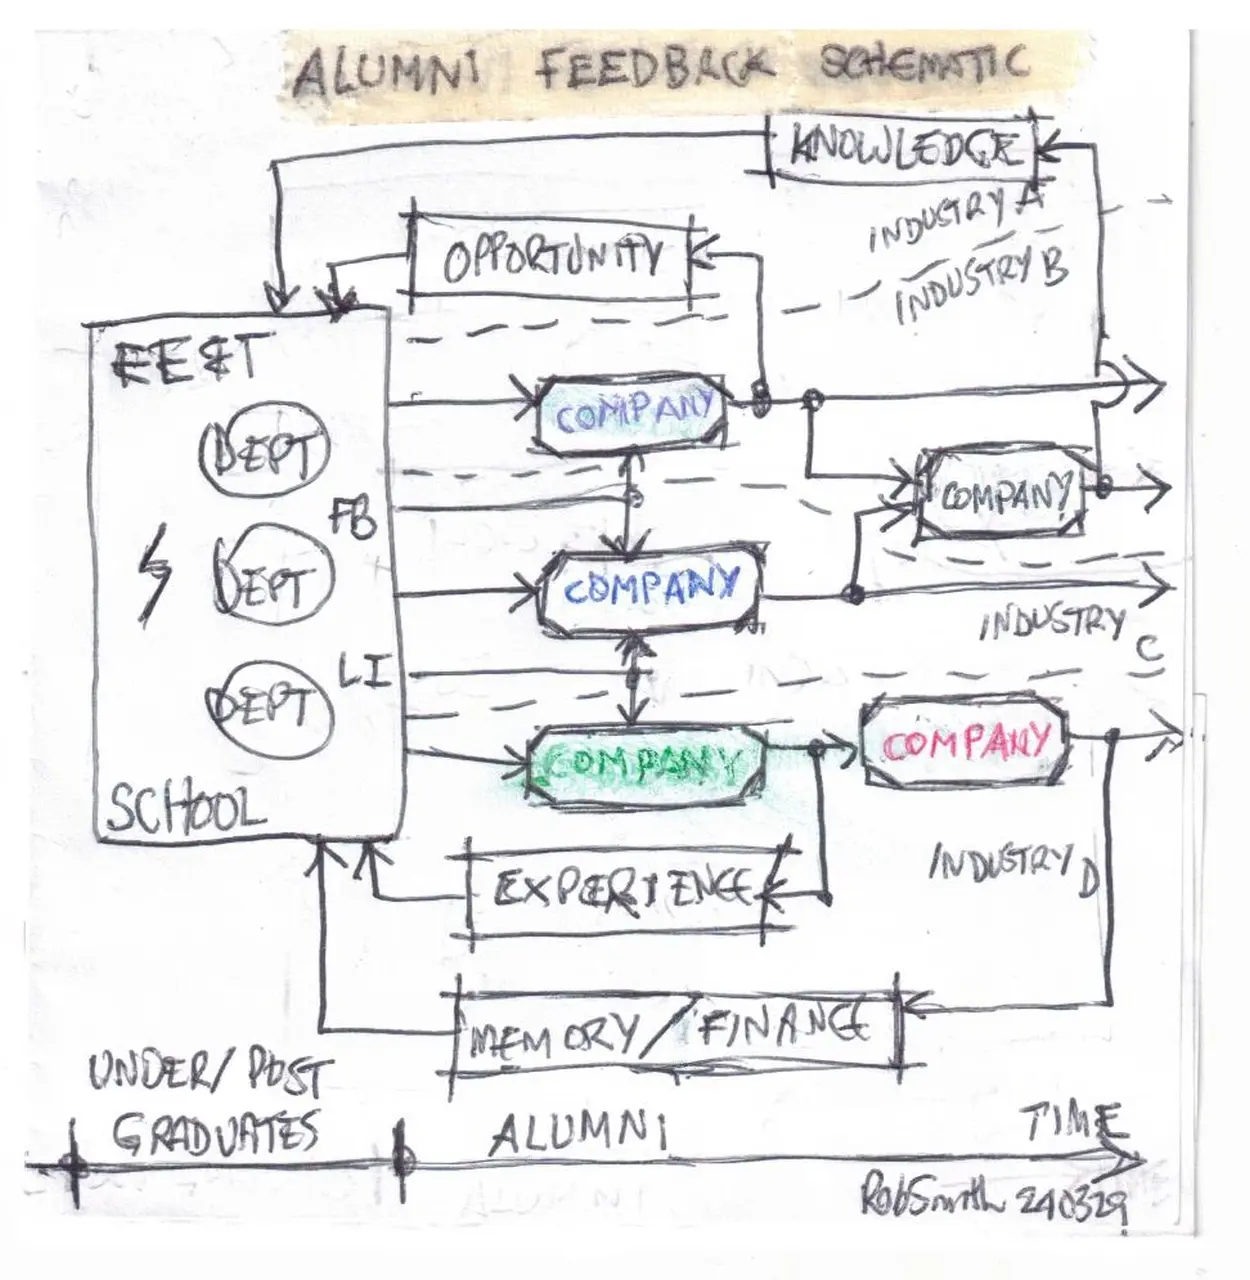 ALUMNI FEEDBACK SCHEMATIC
KNOWLEDGE
INDUSTRY A
OPPORTUNITY
INDUSTRY B
COMPANY
DEPT
COMPANY
FB
DEPT
COMPANY
INDUSTRY C
LI
DEPT
COMPANY
COMPANY
SCHOOL
EXPERIENCE
INDUSTRY D
MEMORY/FINANCE
UNDER/POST
GRADUATES
ALUMNI
TIME
RobSmith 240329